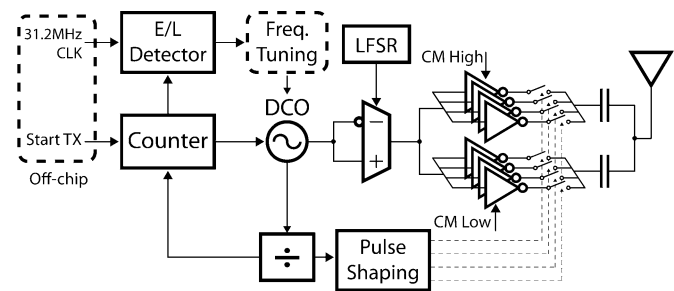 31.2MHz
CLK
E/L
Detector
Freq.
Tuning
LFSR
CM High
DCO
Start TX
Counter
−
+
Off-chip
CM Low
÷
Pulse
Shaping